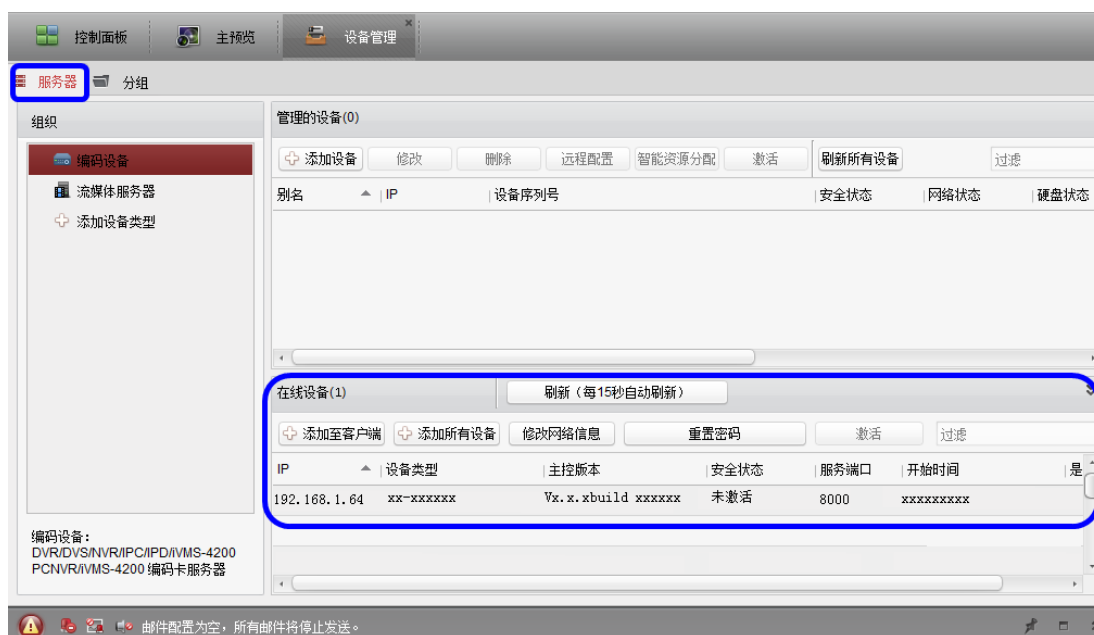 控制面板 主预览 设备管理
服务器 分组
组织
编码设备
流媒体服务器
添加设备类型
编码设备：
DVR/DVS/NVR/IPC/IPD/iVMS-4200
PCNVR/iVMS-4200 编码卡服务器
管理的设备(0)
添加设备 修改 删除 远程配置 智能资源分配 激活 刷新所有设备 过滤
别名 IP 设备序列号 安全状态 网络状态 硬盘状态
在线设备(1) 刷新（每15秒自动刷新）
添加至客户端 添加所有设备 修改网络信息 重置密码 激活 过滤
IP 设备类型 主控版本 安全状态 服务端口 开始时间 是
192.168.1.64 xx-xxxxxx Vx.x.xbuild xxxxxx 未激活 8000 xxxxxxxxx
邮件配置为空，所有邮件将停止发送。